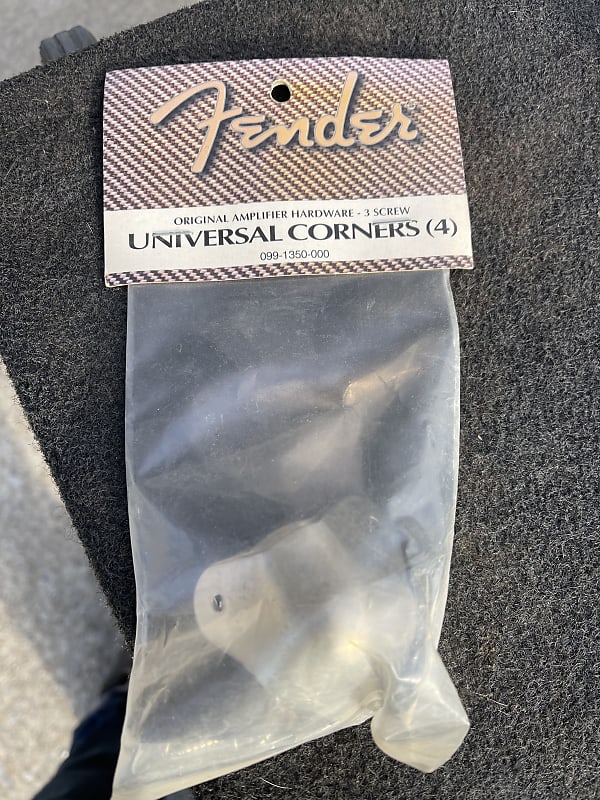 Fender
ORIGINAL AMPLIFIER HARDWARE - 3 SCREW
UNIVERSAL CORNERS (4)
099-1350-000